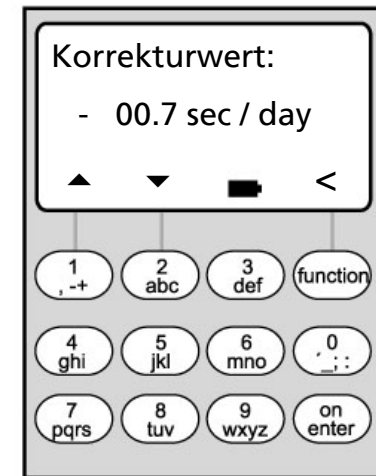 Korrekturwert:
- 00.7 sec / day
<
1 2 3 function
, -+ abc def
4 5 6 0
ghi jkl mno ´_; :
7 8 9 on
pqrs tuv wxyz enter